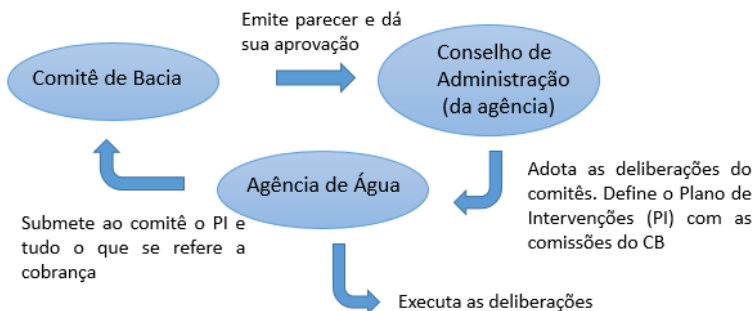 Emite parecer e dá
sua aprovação
Comitê de Bacia
Conselho de
Administração
(da agência)
Agência de Água
Adota as deliberações do
comitês. Define o Plano de
Intervenções (PI) com as
comissões do CB
Submete ao comitê o PI e
tudo o que se refere a
cobrança
Executa as deliberações